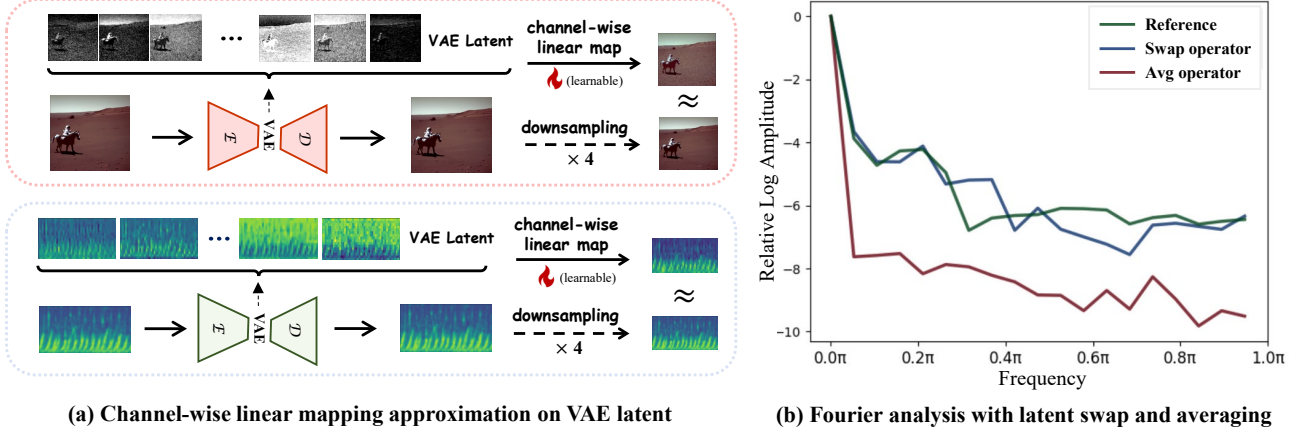 VAE Latent
channel-wise
linear map
(learnable)
ℰ
VAE
𝒟
≈
downsampling
× 4
VAE Latent
channel-wise
linear map
(learnable)
ℰ
VAE
𝒟
≈
downsampling
× 4
(a) Channel-wise linear mapping approximation on VAE latent
Reference
Swap operator
Avg operator
Relative Log Amplitude
0
−2
−4
−6
−8
−10
0.0π 0.2π 0.4π 0.6π 0.8π 1.0π
Frequency
(b) Fourier analysis with latent swap and averaging